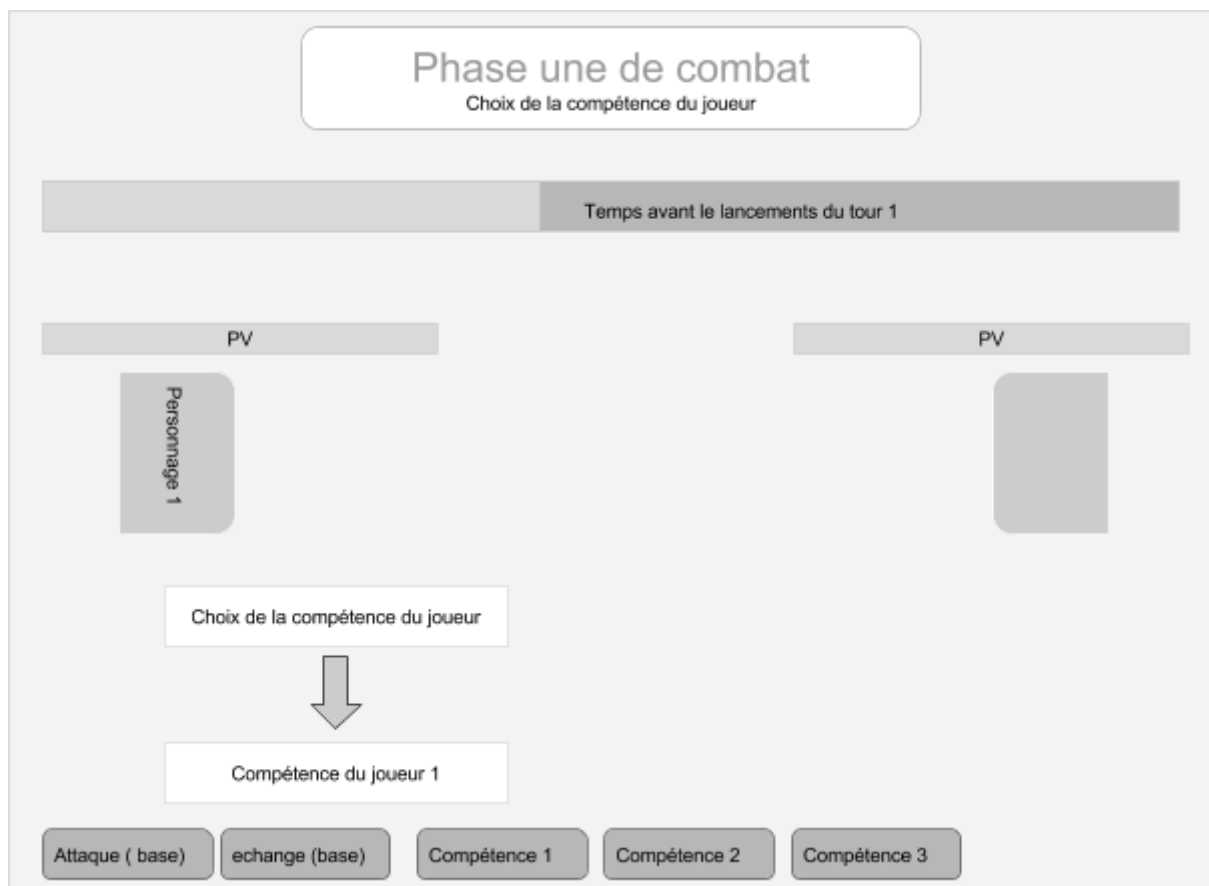 Phase une de combat
Choix de la compétence du joueur
Temps avant le lancements du tour 1
PV
PV
Personnage 1
Choix de la compétence du joueur
Compétence du joueur 1
Attaque ( base)
echange (base)
Compétence 1
Compétence 2
Compétence 3